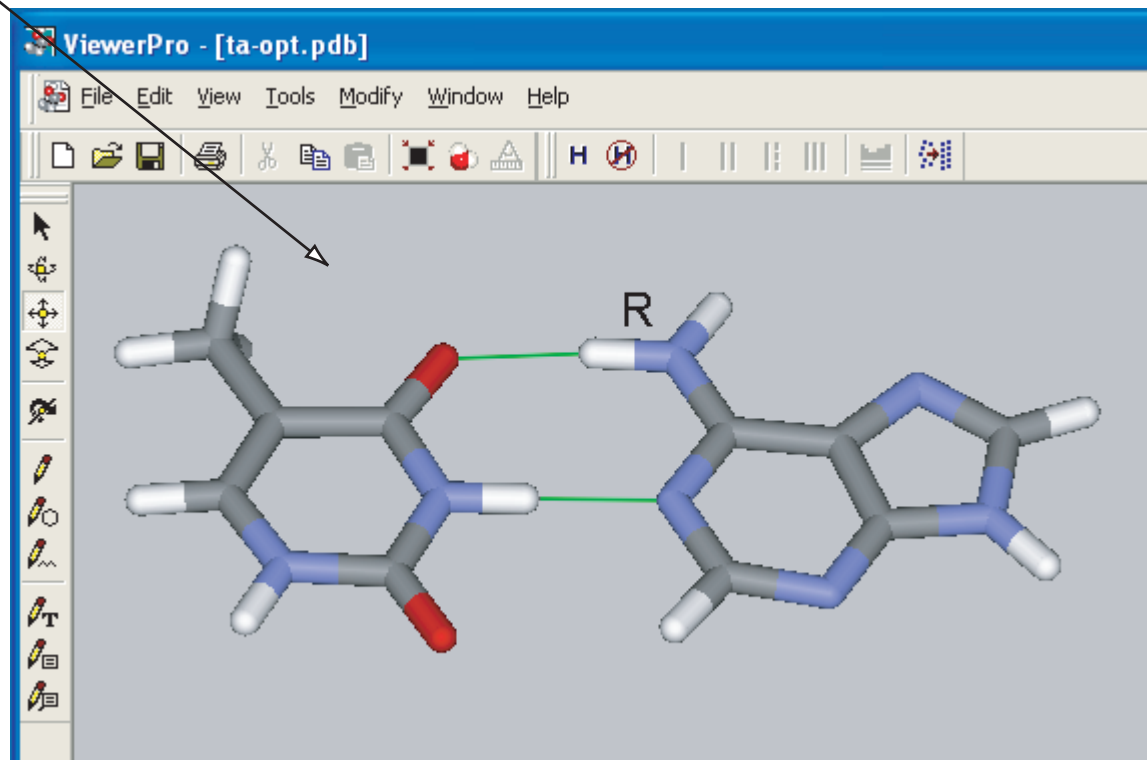 ViewerPro - [ta-opt.pdb]
File Edit View Tools Modify Window Help
H H
R
T